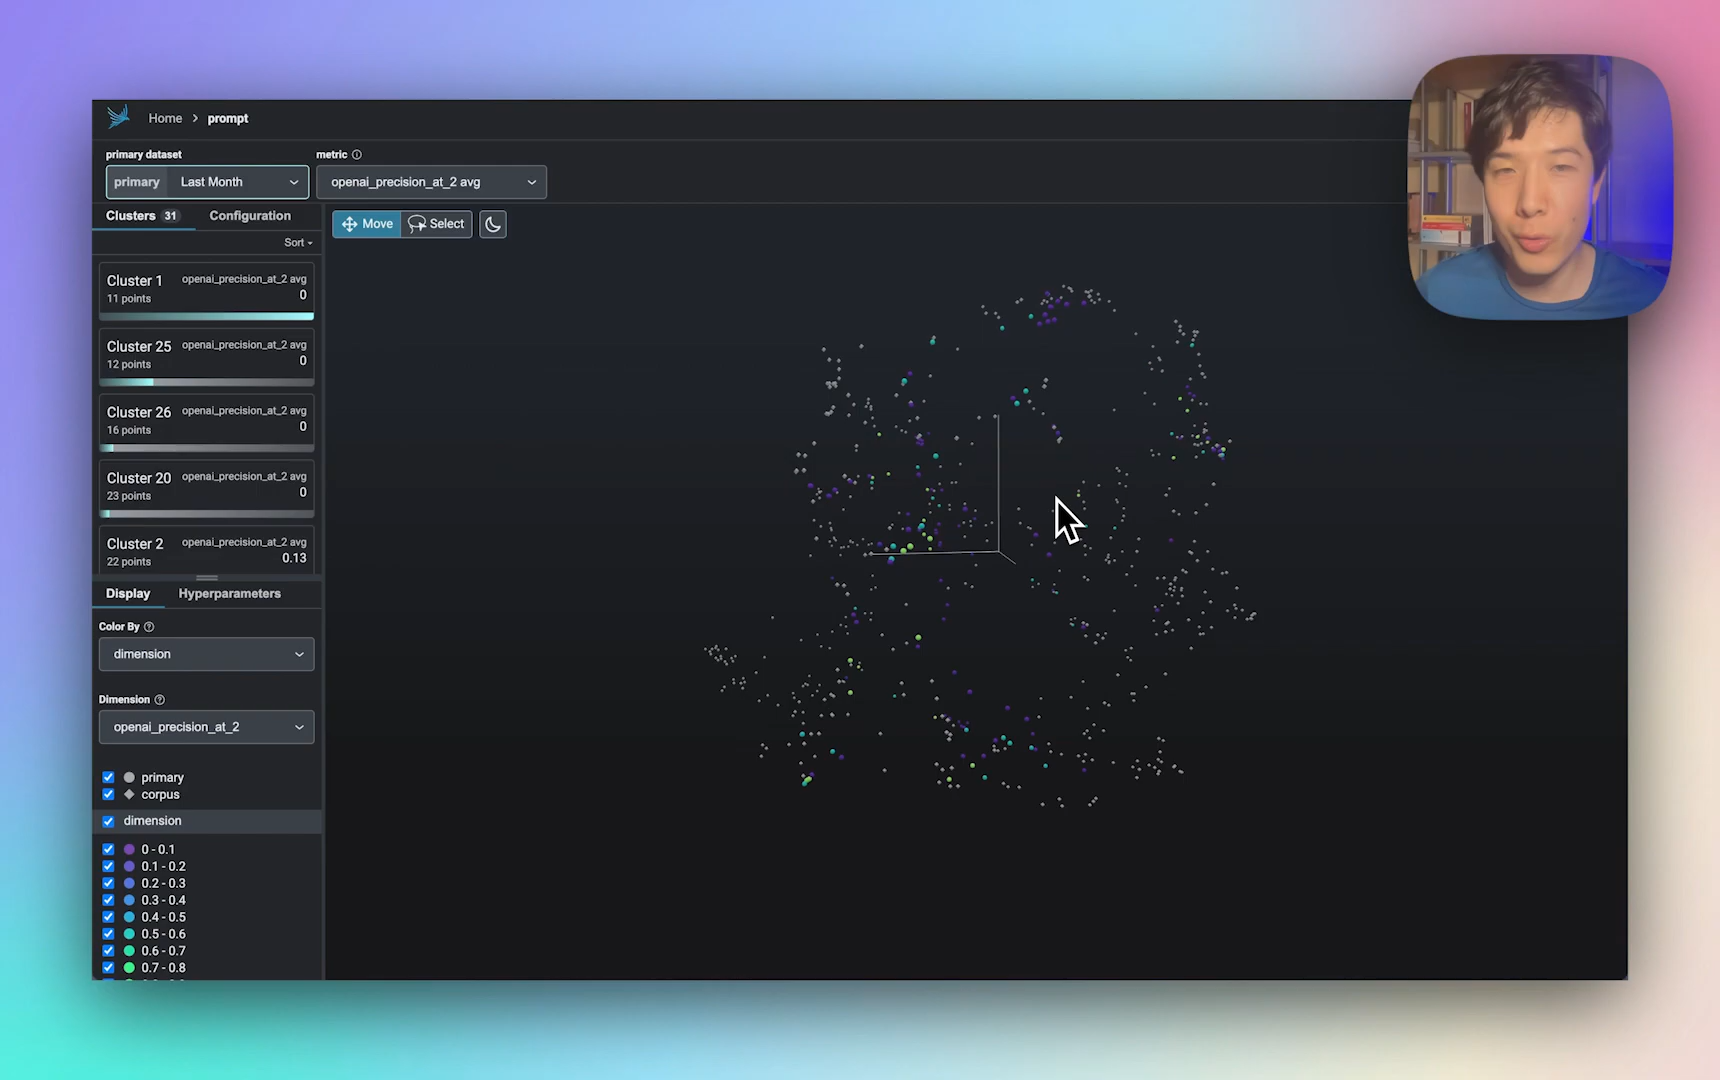 Home > prompt
primary dataset
metric
primary Last Month
openai_precision_at_2 avg
Clusters 31
Configuration
Move
Select
Sort
Cluster 1 openai_precision_at_2 avg
11 points 0
Cluster 25 openai_precision_at_2 avg
12 points 0
Cluster 26 openai_precision_at_2 avg
16 points 0
Cluster 20 openai_precision_at_2 avg
23 points 0
Cluster 2 openai_precision_at_2 avg
22 points 0.13
Display
Hyperparameters
Color By
dimension
Dimension
openai_precision_at_2
primary
corpus
dimension
0 - 0.1
0.1 - 0.2
0.2 - 0.3
0.3 - 0.4
0.4 - 0.5
0.5 - 0.6
0.6 - 0.7
0.7 - 0.8